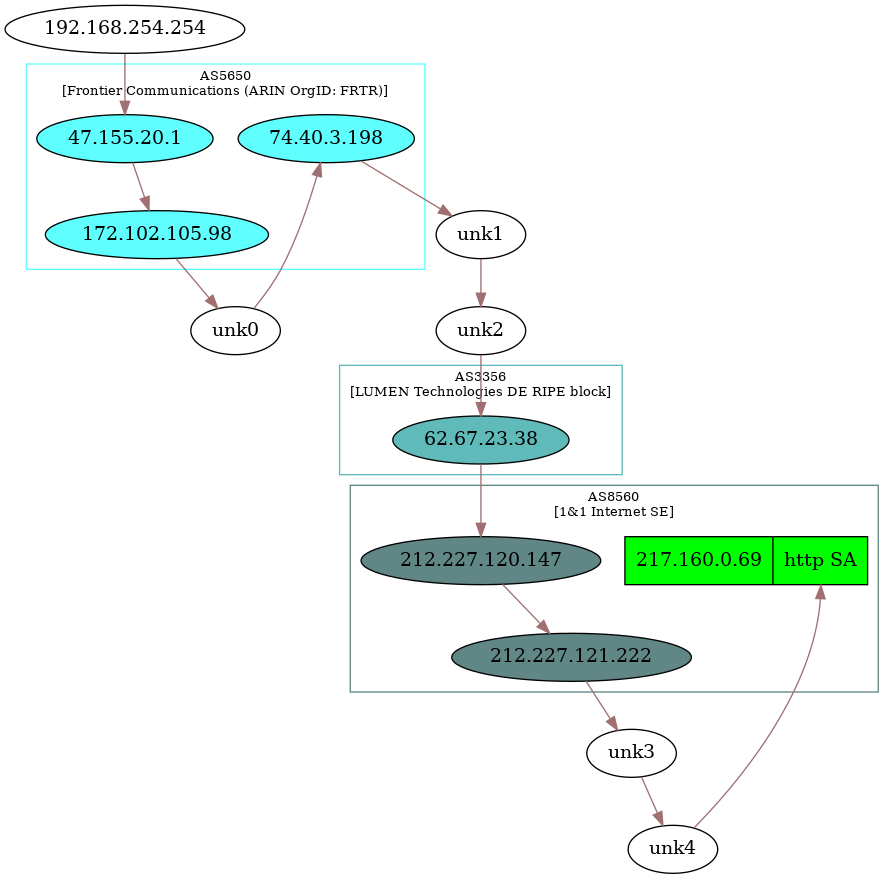 192.168.254.254
AS5650
[Frontier Communications (ARIN OrgID: FRTR)]
47.155.20.1
74.40.3.198
172.102.105.98
unk1
unk0
unk2
AS3356
[LUMEN Technologies DE RIPE block]
62.67.23.38
AS8560
[1&1 Internet SE]
212.227.120.147
217.160.0.69
http SA
212.227.121.222
unk3
unk4